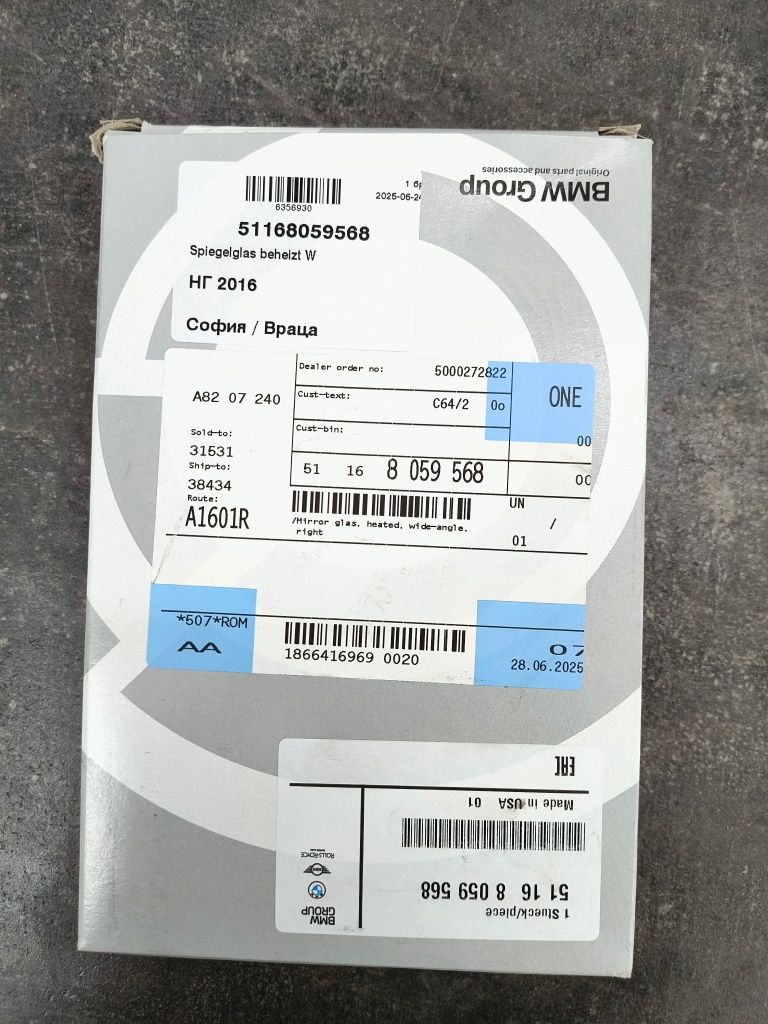 BMW Group
Original parts and accessories
6356930
1 бр
2025-06-24
51168059568
Spiegelglas beheizt W
НГ 2016
София / Враца
Dealer order no: 5000272822
A82 07 240
Cust-text: C64/2 0o
ONE
Cust-bin:
00
Sold-to:
31531
Ship-to:
38434
51 16 8 059 568
00
Route:
A1601R
/Mirror glas, heated, wide-angle,
right
UN
/
01
*507*ROM
AA
1866416969 0020
07
28.06.2025
1 Stueck/piece
51 16 8 059 568
Made in USA 01
EAC
BMW
GROUP
MINI
ROLLS-ROYCE